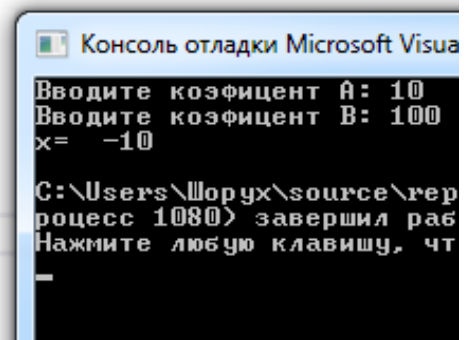 Консоль отладки Microsoft Visua
Вводите коэфицент A: 10
Вводите коэфицент B: 100
x=  -10
C:\Users\Шорух\source\rep
роцесс 1080) завершил раб
Нажмите любую клавишу, чт